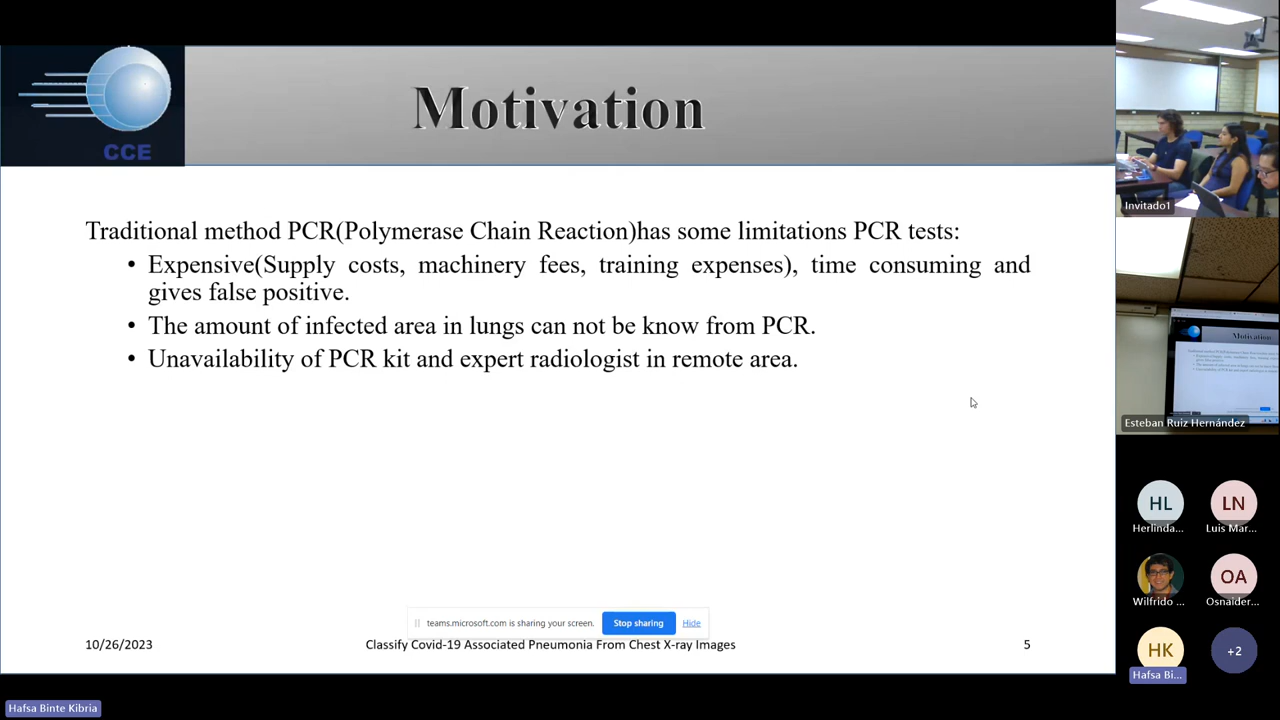 CCE
Motivation
Traditional method PCR(Polymerase Chain Reaction)has some limitations PCR tests:
• Expensive(Supply costs, machinery fees, training expenses), time consuming and
gives false positive.
• The amount of infected area in lungs can not be know from PCR.
• Unavailability of PCR kit and expert radiologist in remote area.
teams.microsoft.com is sharing your screen.
Stop sharing
Hide
10/26/2023
Classify Covid-19 Associated Pneumonia From Chest X-ray Images
5
Hafsa Binte Kibria
Invitado1
Motivation
Esteban Ruiz Hernández
HL
LN
Herlinda...
Luis Mar...
OA
Wilfrido ...
Osnaider...
HK
+2
Hafsa Bi...